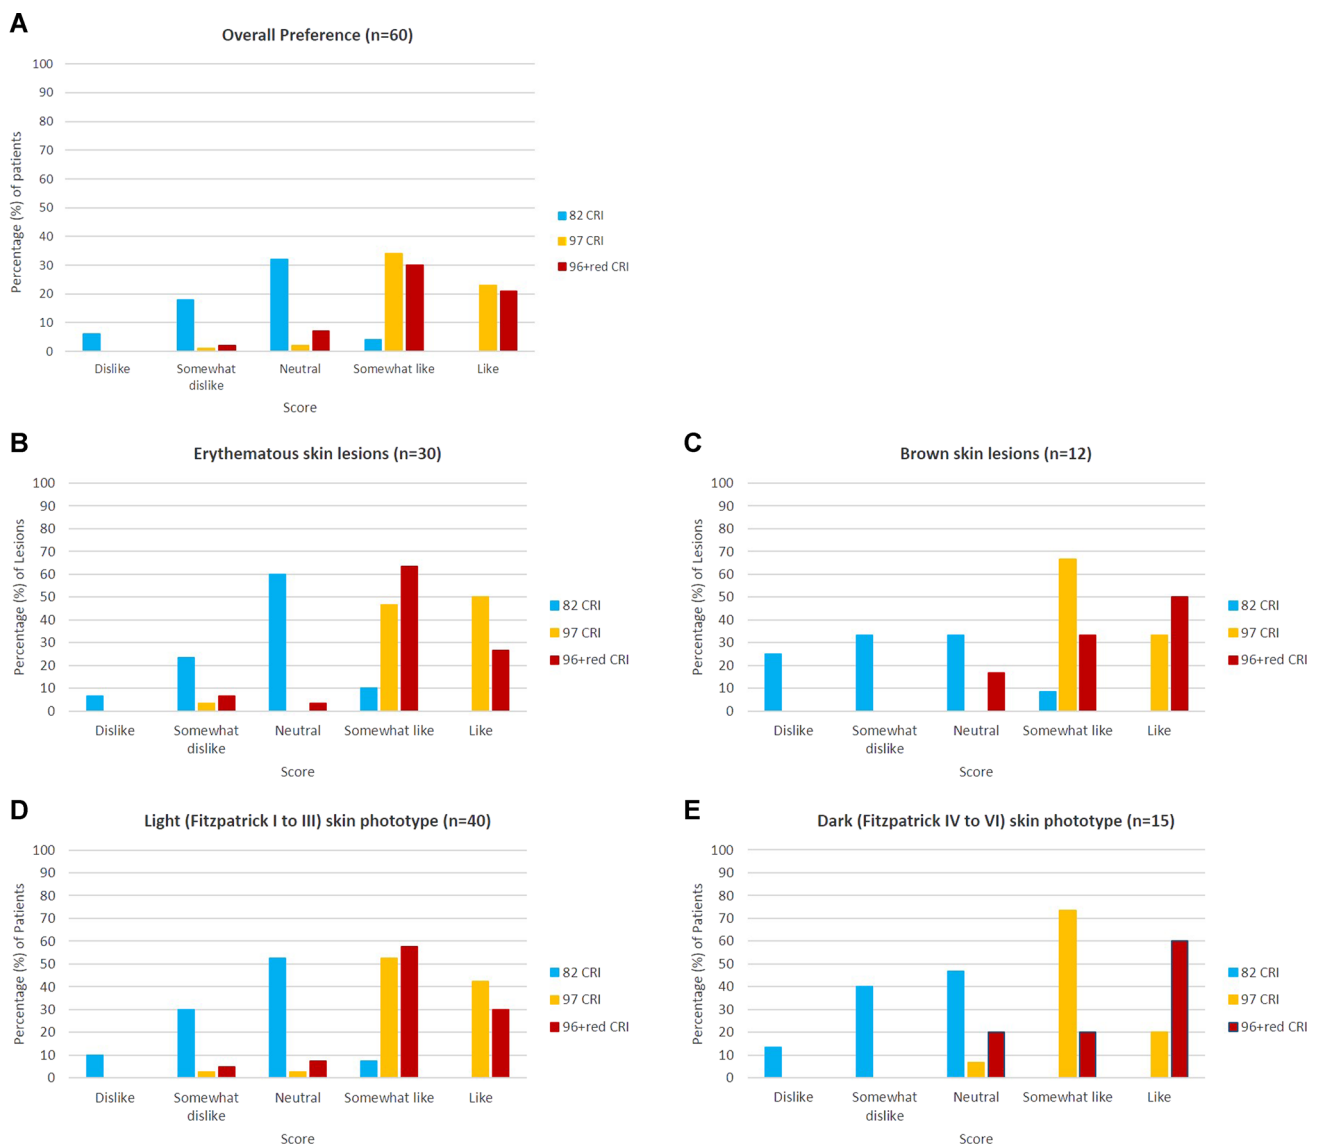 A
Overall Preference (n=60)
Percentage (%) of patients
100
90
80
70
60
50
40
30
20
10
0
Dislike
Somewhat
dislike
Neutral
Somewhat like
Like
Score
82 CRI
97 CRI
96+red CRI
B
Erythematous skin lesions (n=30)
Percentage (%) of Lesions
100
90
80
70
60
50
40
30
20
10
0
Dislike
Somewhat
dislike
Neutral
Somewhat like
Like
Score
82 CRI
97 CRI
96+red CRI
C
Brown skin lesions (n=12)
Percentage (%) of Lesions
100
90
80
70
60
50
40
30
20
10
0
Dislike
Somewhat
dislike
Neutral
Somewhat like
Like
Score
82 CRI
97 CRI
96+red CRI
D
Light (Fitzpatrick I to III) skin phototype (n=40)
Percentage (%) of Patients
100
90
80
70
60
50
40
30
20
10
0
Dislike
Somewhat
dislike
Neutral
Somewhat like
Like
Score
82 CRI
97 CRI
96+red CRI
E
Dark (Fitzpatrick IV to VI) skin phototype (n=15)
Percentage (%) of Patients
100
90
80
70
60
50
40
30
20
10
0
Dislike
Somewhat
dislike
Neutral
Somewhat like
Like
Score
82 CRI
97 CRI
96+red CRI